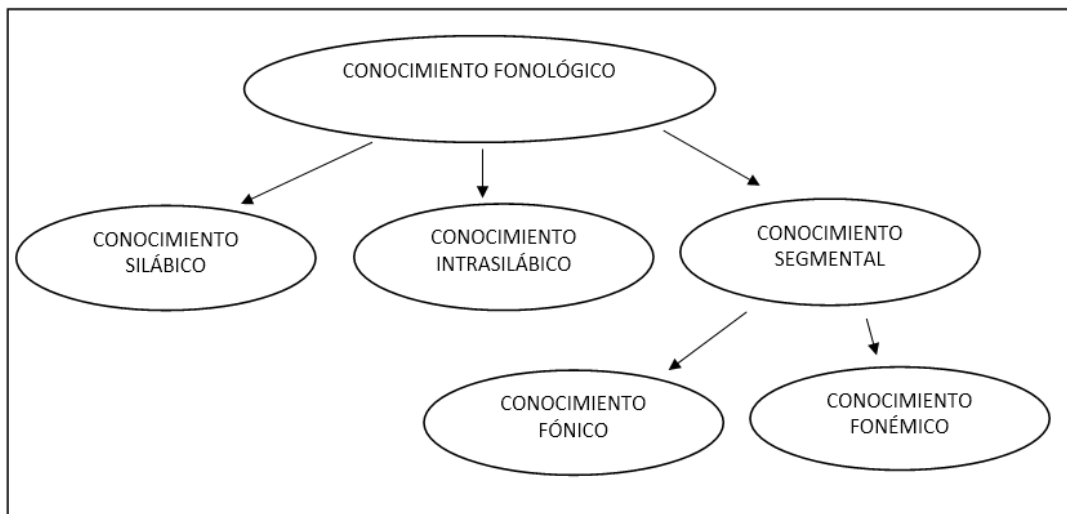 CONOCIMIENTO FONOLÓGICO
CONOCIMIENTO
SILÁBICO
CONOCIMIENTO
INTRASILÁBICO
CONOCIMIENTO
SEGMENTAL
CONOCIMIENTO
FÓNICO
CONOCIMIENTO
FONÉMICO